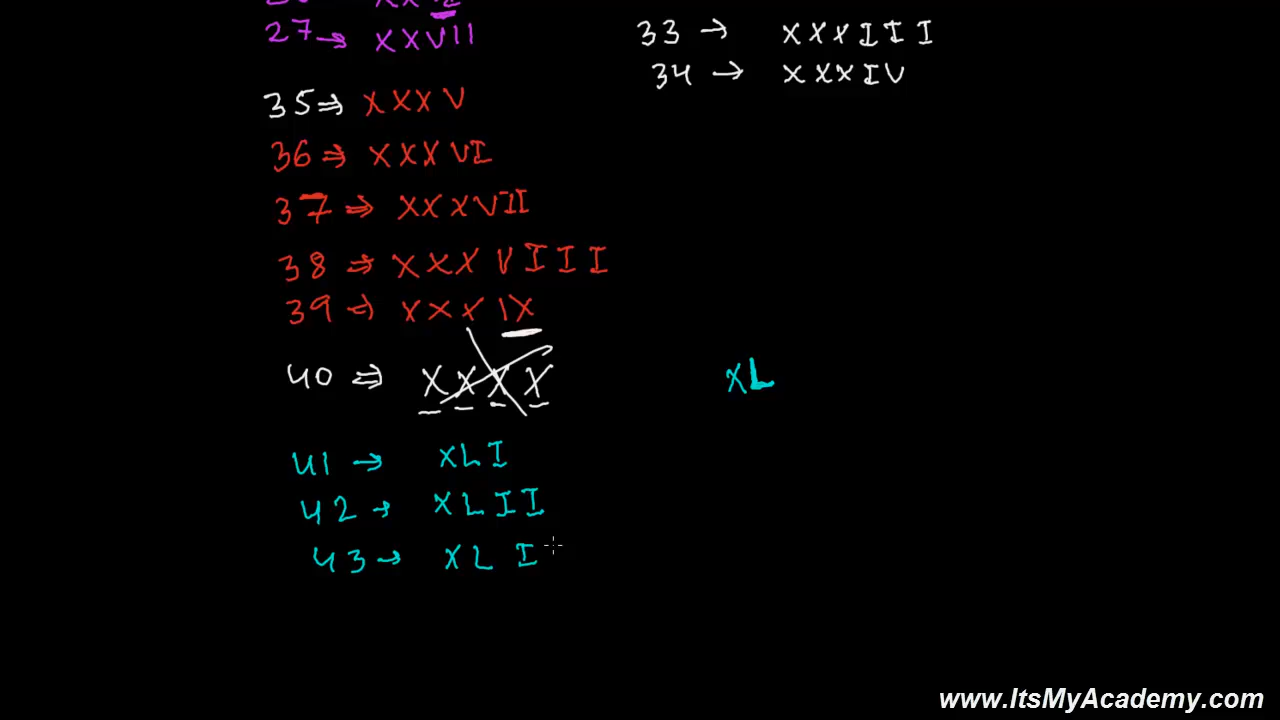 27 → XXVII
33 → XXXIII
34 → XXXIV
35 ⇒ XXXV
36 ⇒ XXXVI
37 ⇒ XXXVII
38 ⇒ XXXVIII
39 ⇒ XXXIX
40 ⇒ XXXX XL
41 → XLI
42 → XLII
43 → XL I
www.ItsMyAcademy.com